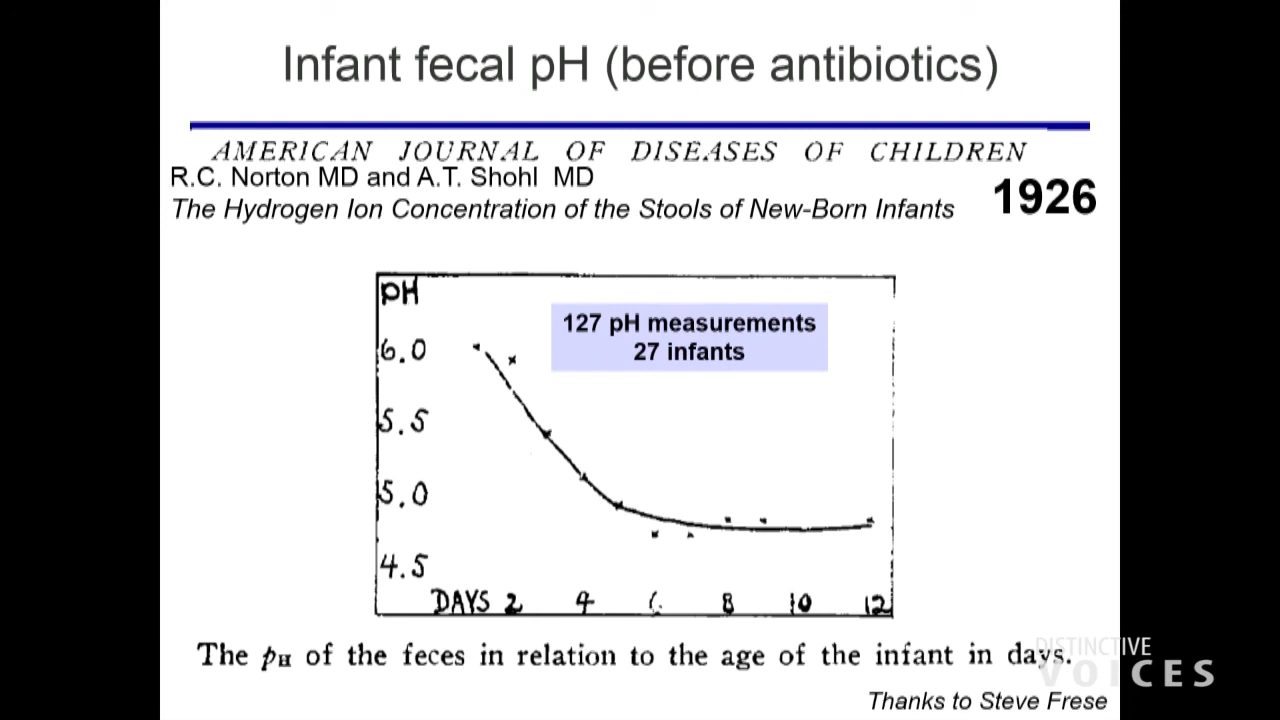 Infant fecal pH (before antibiotics)
AMERICAN JOURNAL OF DISEASES OF CHILDREN
R.C. Norton MD and A.T. Shohl MD
1926
The Hydrogen Ion Concentration of the Stools of New-Born Infants
pH
127 pH measurements
27 infants
6.0
5.5
5.0
4.5
DAYS 2 4 8 10 12
The pH of the feces in relation to the age of the infant in days.
DISTINCTIVE
VOICES
Thanks to Steve Frese